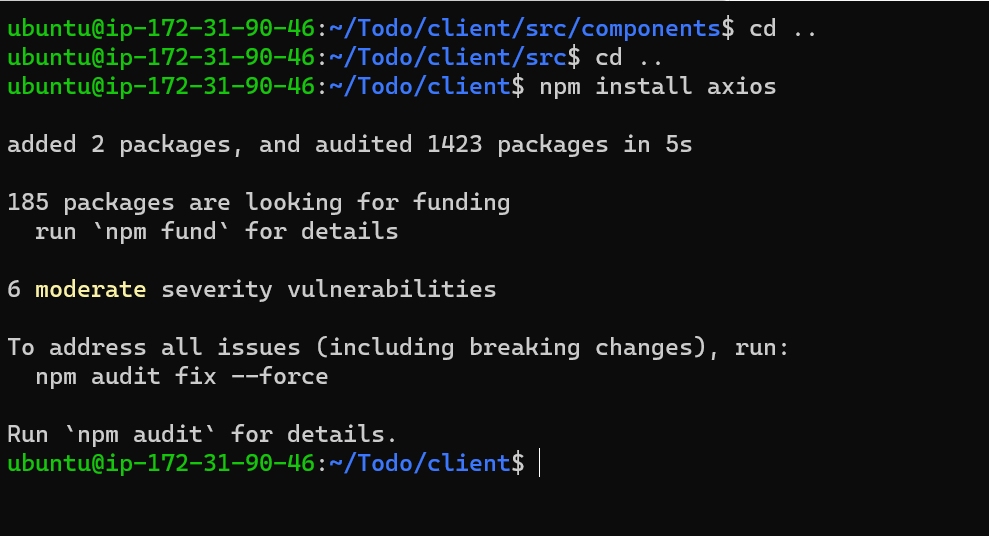 ubuntu@ip-172-31-90-46:~/Todo/client/src/components$ cd ..
ubuntu@ip-172-31-90-46:~/Todo/client/src$ cd ..
ubuntu@ip-172-31-90-46:~/Todo/client$ npm install axios
added 2 packages, and audited 1423 packages in 5s
185 packages are looking for funding
  run `npm fund` for details
6 moderate severity vulnerabilities
To address all issues (including breaking changes), run:
  npm audit fix --force
Run `npm audit` for details.
ubuntu@ip-172-31-90-46:~/Todo/client$